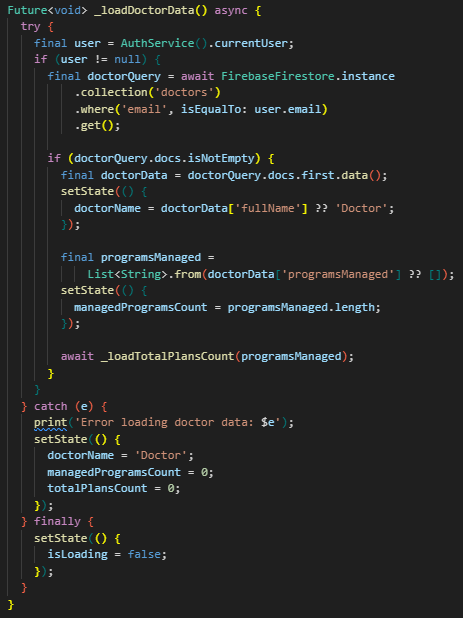 Future<void> _loadDoctorData() async {
  try {
    final user = AuthService().currentUser;
    if (user != null) {
      final doctorQuery = await FirebaseFirestore.instance
          .collection('doctors')
          .where('email', isEqualTo: user.email)
          .get();

      if (doctorQuery.docs.isNotEmpty) {
        final doctorData = doctorQuery.docs.first.data();
        setState(() {
          doctorName = doctorData['fullName'] ?? 'Doctor';
        });

        final programsManaged =
            List<String>.from(doctorData['programsManaged'] ?? []);
        setState(() {
          managedProgramsCount = programsManaged.length;
        });

        await _loadTotalPlansCount(programsManaged);
      }
    }
  } catch (e) {
    print('Error loading doctor data: $e');
    setState(() {
      doctorName = 'Doctor';
      managedProgramsCount = 0;
      totalPlansCount = 0;
    });
  } finally {
    setState(() {
      isLoading = false;
    });
  }
}